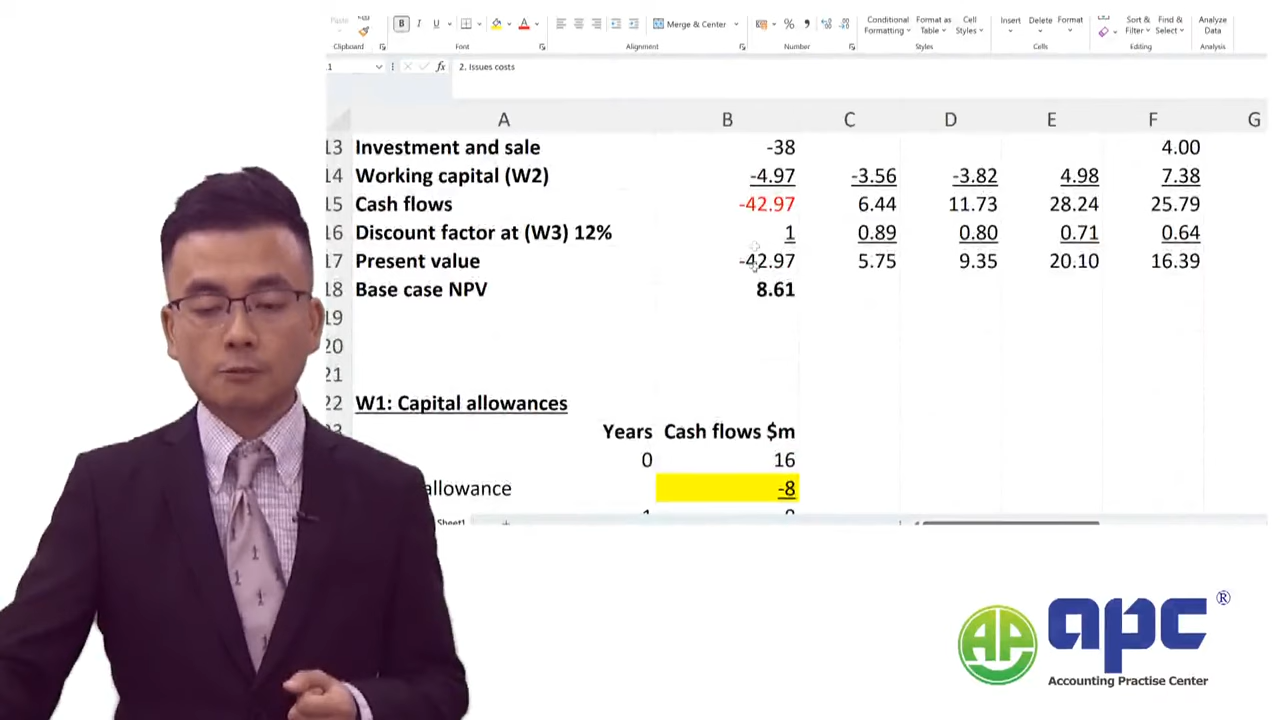 Paste
B I U
Merge & Center
% ,
Conditional Formatting
Format as Table
Cell Styles
Insert Delete Format
Sort & Filter
Find & Select
Analyze Data
Clipboard Font Alignment Number Styles Cells Editing Analysis
1 fx 2. Issues costs
A B C D E F G
13 Investment and sale -38 4.00
14 Working capital (W2) -4.97 -3.56 -3.82 4.98 7.38
15 Cash flows -42.97 6.44 11.73 28.24 25.79
16 Discount factor at (W3) 12% 1 0.89 0.80 0.71 0.64
17 Present value -42.97 5.75 9.35 20.10 16.39
18 Base case NPV 8.61
19
20
21
22 W1: Capital allowances
Years Cash flows $m
0 16
allowance -8
Sheet1 +
AP apc ®
Accounting Practise Center